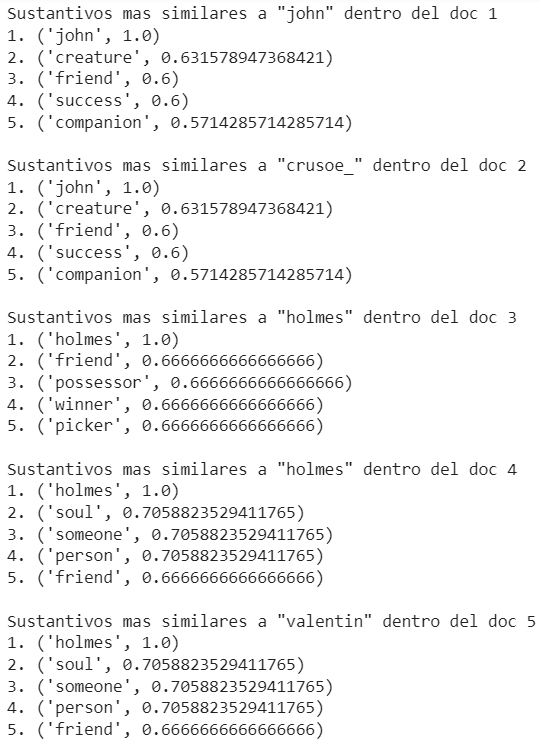 Sustantivos mas similares a "john" dentro del doc 1
1. ('john', 1.0)
2. ('creature', 0.631578947368421)
3. ('friend', 0.6)
4. ('success', 0.6)
5. ('companion', 0.5714285714285714)

Sustantivos mas similares a "crusoe_" dentro del doc 2
1. ('john', 1.0)
2. ('creature', 0.631578947368421)
3. ('friend', 0.6)
4. ('success', 0.6)
5. ('companion', 0.5714285714285714)

Sustantivos mas similares a "holmes" dentro del doc 3
1. ('holmes', 1.0)
2. ('friend', 0.6666666666666666)
3. ('possessor', 0.6666666666666666)
4. ('winner', 0.6666666666666666)
5. ('picker', 0.6666666666666666)

Sustantivos mas similares a "holmes" dentro del doc 4
1. ('holmes', 1.0)
2. ('soul', 0.7058823529411765)
3. ('someone', 0.7058823529411765)
4. ('person', 0.7058823529411765)
5. ('friend', 0.6666666666666666)

Sustantivos mas similares a "valentin" dentro del doc 5
1. ('holmes', 1.0)
2. ('soul', 0.7058823529411765)
3. ('someone', 0.7058823529411765)
4. ('person', 0.7058823529411765)
5. ('friend', 0.6666666666666666)